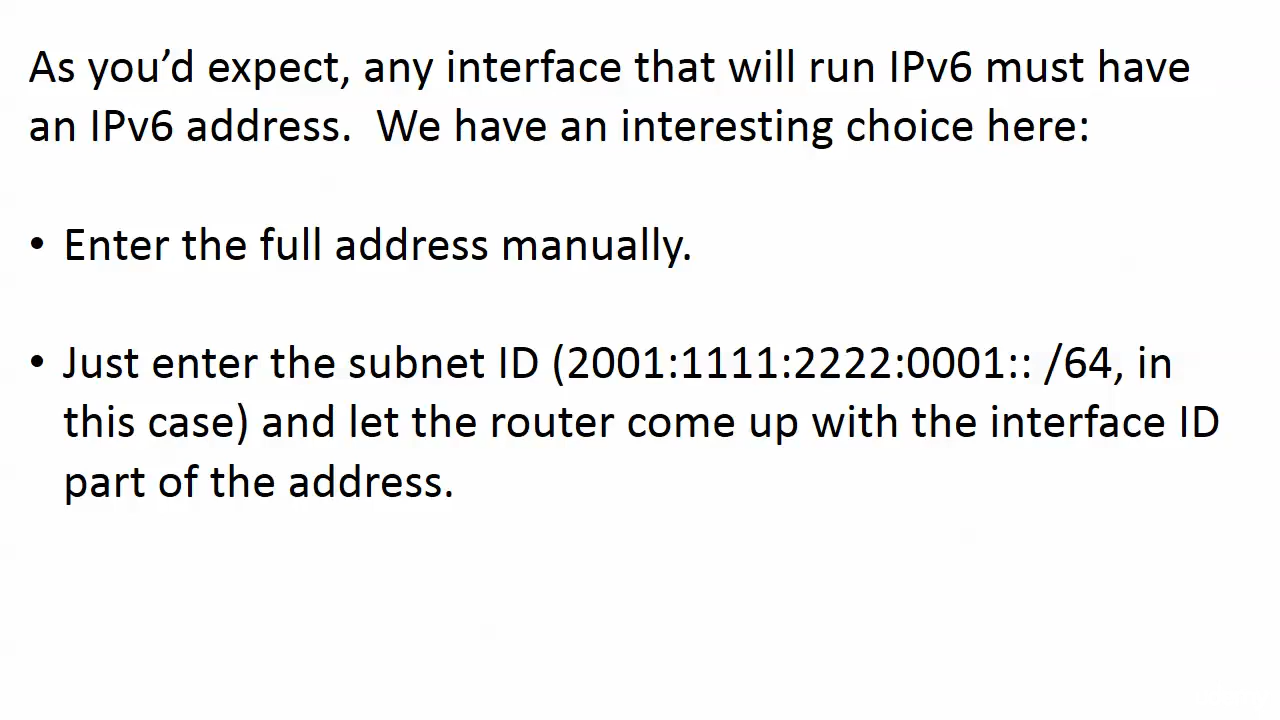 As you’d expect, any interface that will run IPv6 must have
an IPv6 address.  We have an interesting choice here:
• Enter the full address manually.
• Just enter the subnet ID (2001:1111:2222:0001:: /64, in
this case) and let the router come up with the interface ID
part of the address.